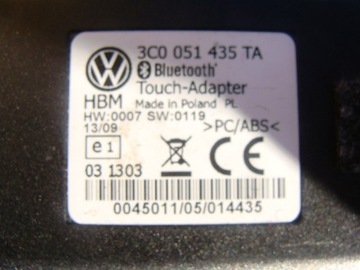 3C0 051 435 TA
Bluetooth
Touch-Adapter
HBM Made in Poland PL
HW:0007 SW:0119
13/09 >PC/ABS<
e1
03 1303
0045011/05/014435